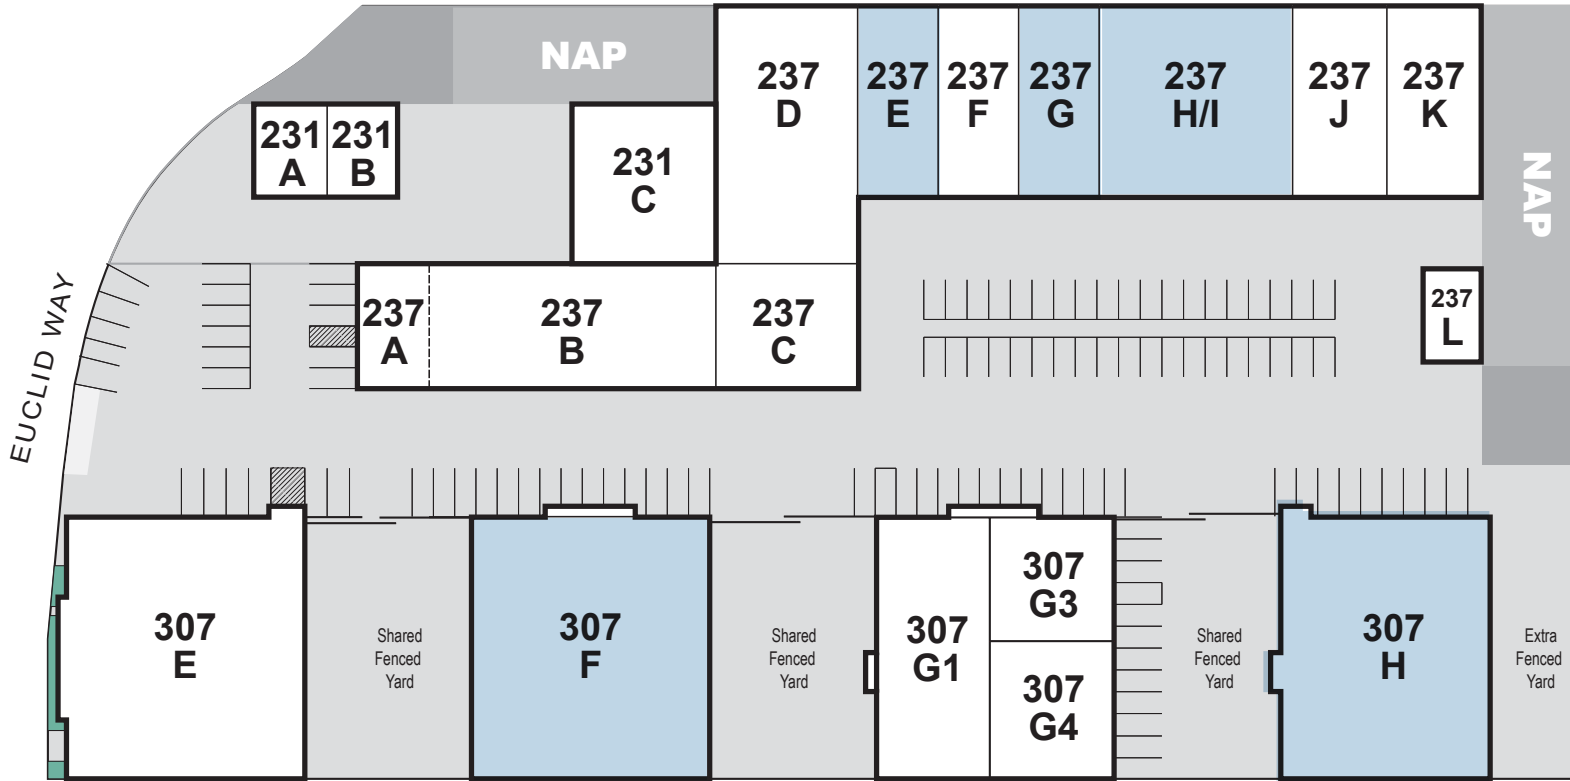 NAP
237
D
237
E
237
F
237
G
237
H/I
237
J
237
K
231
A
231
B
231
C
NAP
EUCLID WAY
237
A
237
B
237
C
237
L
307
E
Shared
Fenced
Yard
307
F
Shared
Fenced
Yard
307
G1
307
G3
307
G4
Shared
Fenced
Yard
307
H
Extra
Fenced
Yard